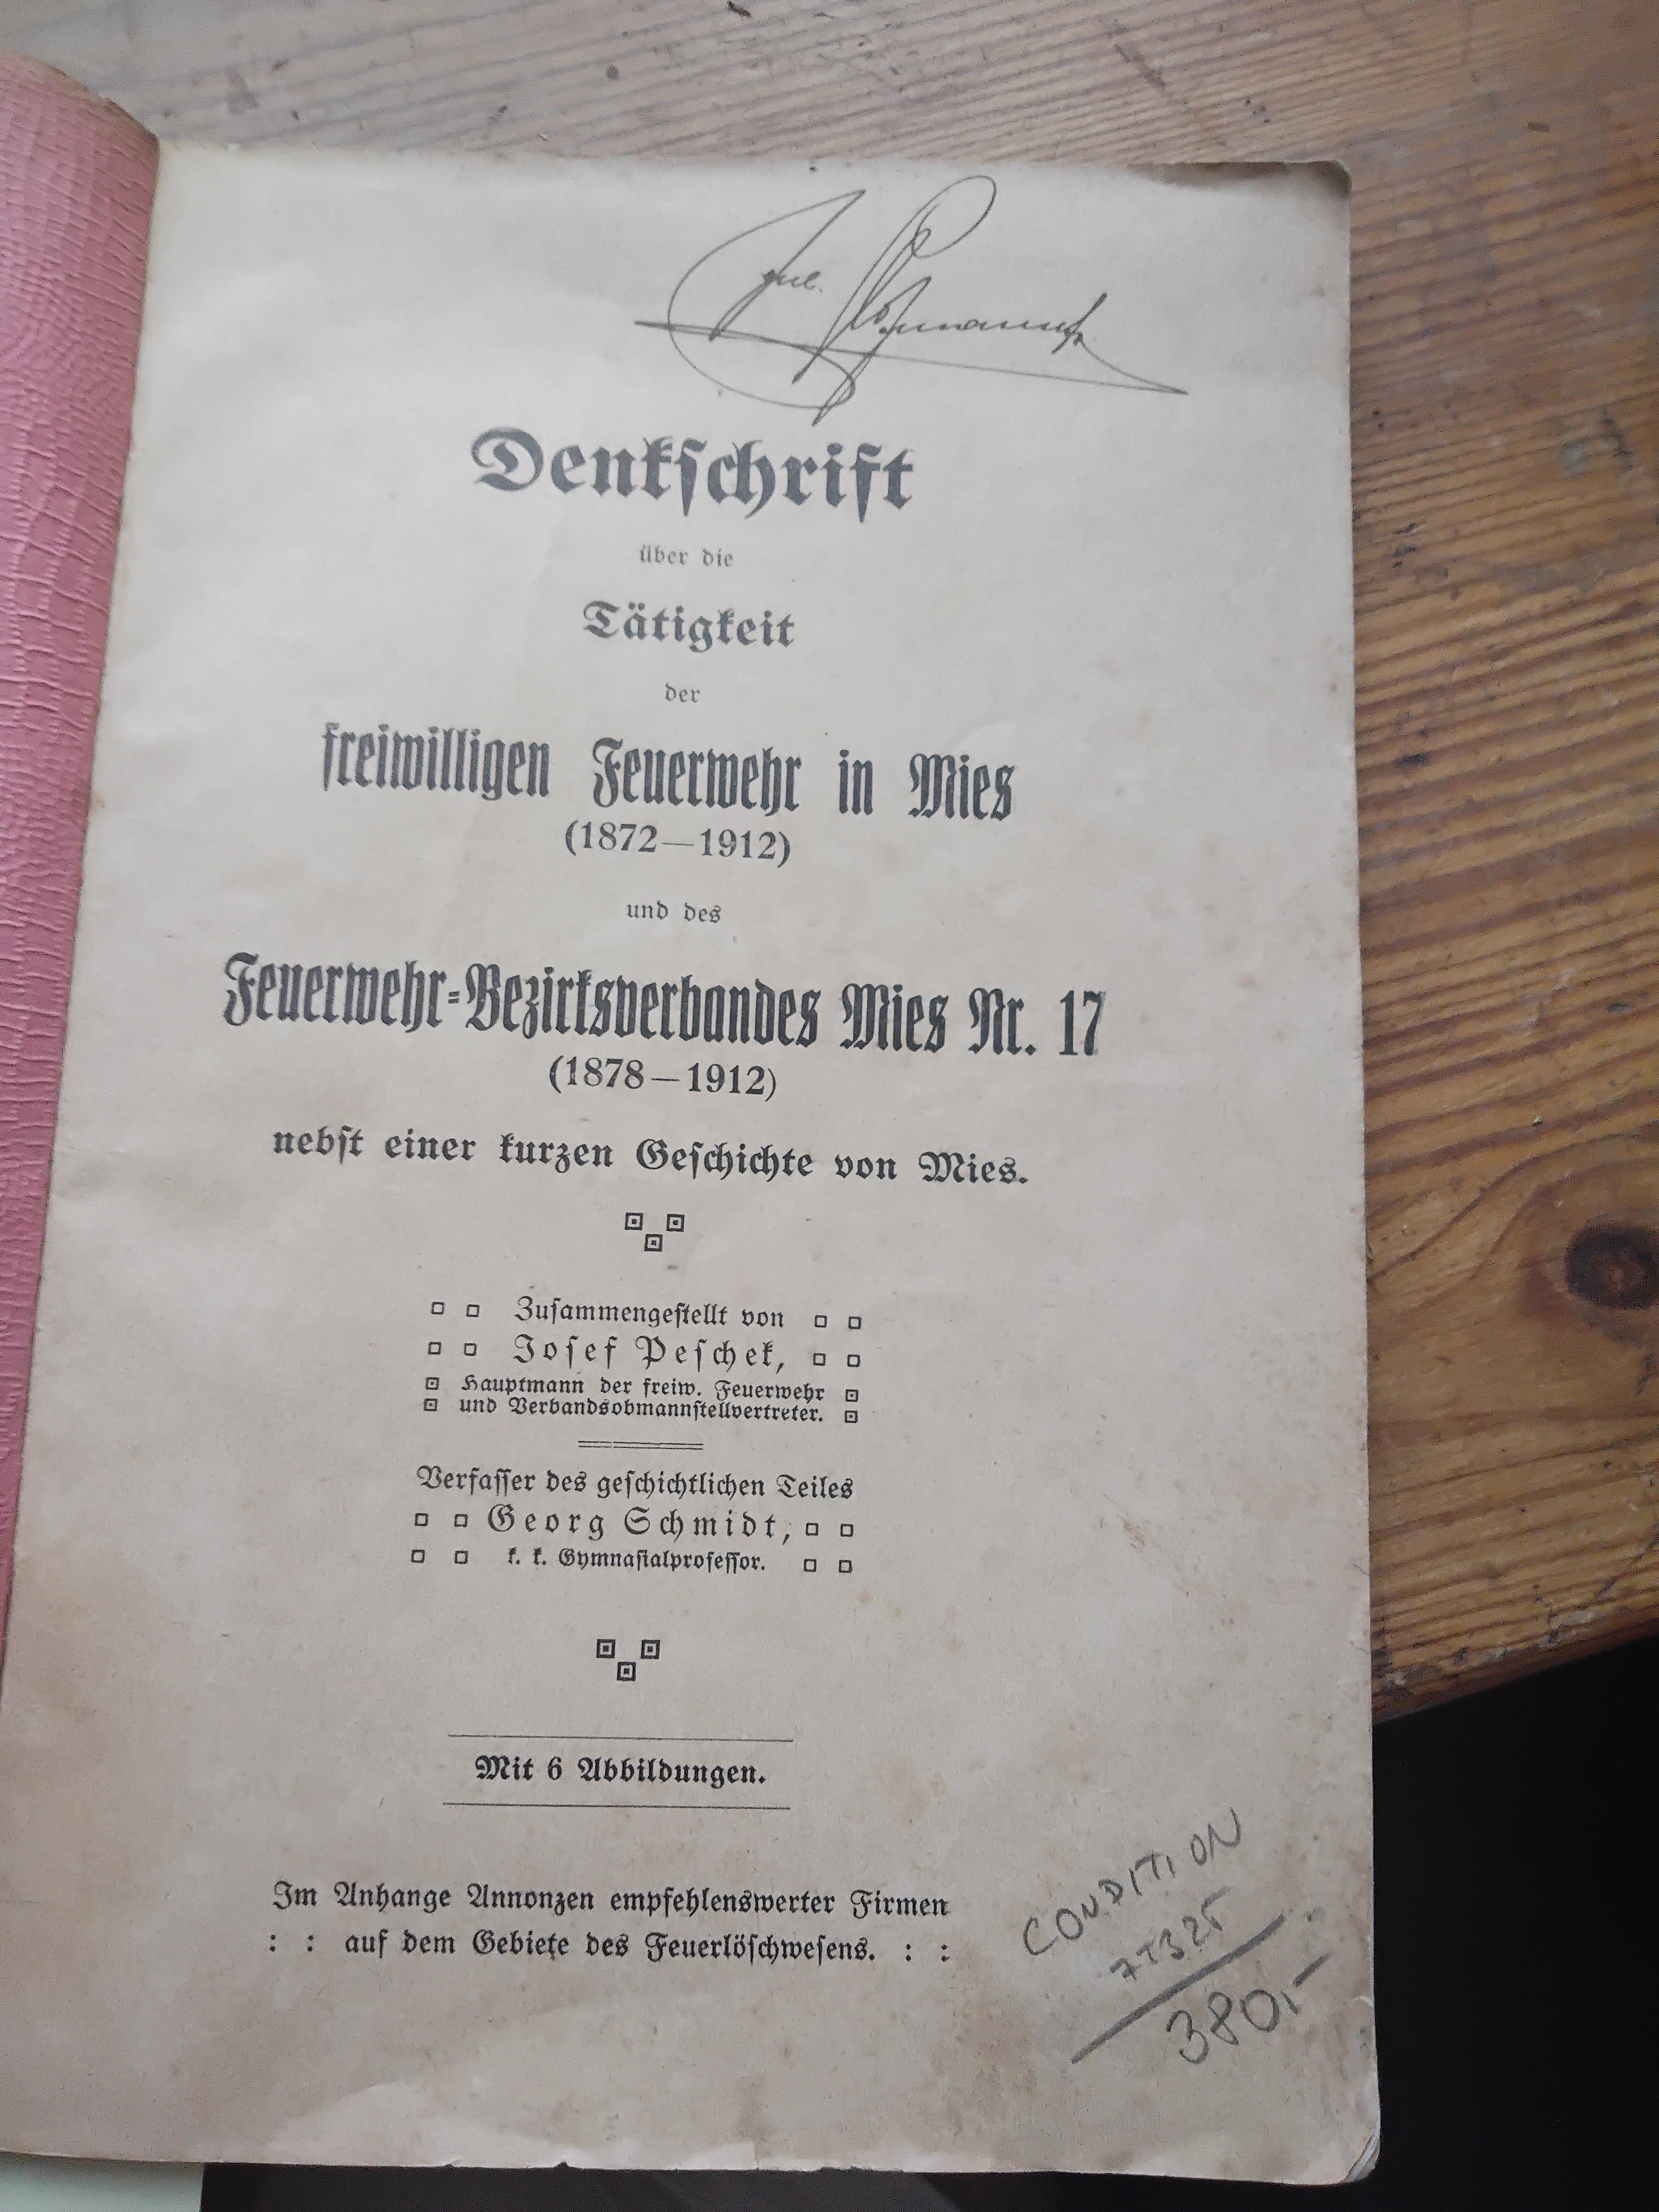 Denkschrift
über die
Tätigkeit
der
freiwilligen Feuerwehr in Mies
(1872—1912)
und des
Feuerwehr=Bezirksverbandes Mies Nr. 17
(1878—1912)
nebst einer kurzen Geschichte von Mies.
Zusammengestellt von
Josef Peschek,
Hauptmann der freiw. Feuerwehr
und Verbandsobmannstellvertreter.
Verfasser des geschichtlichen Teiles
Georg Schmidt,
k. k. Gymnasialprofessor.
Mit 6 Abbildungen.
Im Anhange Annonzen empfehlenswerter Firmen
: : auf dem Gebiete des Feuerlöschwesens. : :
CONDITION
380,-